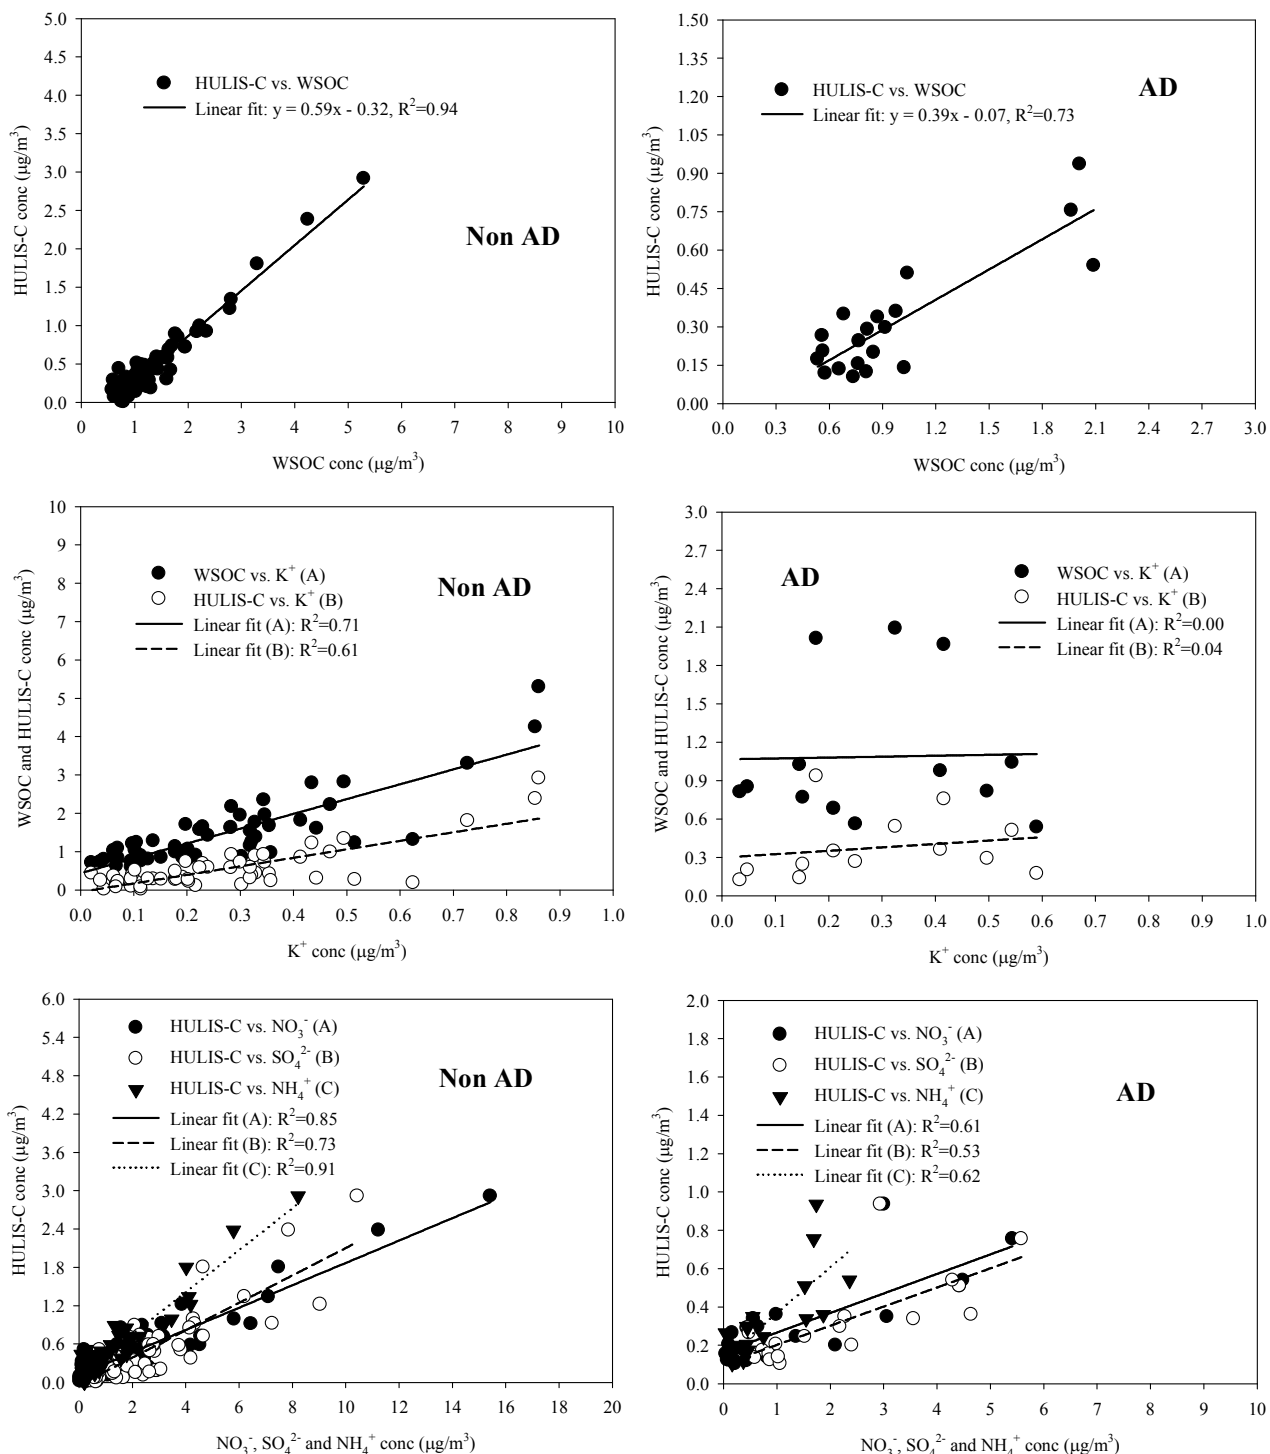 5.0
4.5
4.0
3.5
3.0
2.5
2.0
1.5
1.0
0.5
0.0
HULIS-C conc (μg/m³)
HULIS-C vs. WSOC
Linear fit: y = 0.59x - 0.32, R²=0.94
Non AD
0 1 2 3 4 5 6 7 8 9 10
WSOC conc (μg/m³)
1.50
1.35
1.20
1.05
0.90
0.75
0.60
0.45
0.30
0.15
0.00
HULIS-C conc (μg/m³)
AD
HULIS-C vs. WSOC
Linear fit: y = 0.39x - 0.07, R²=0.73
0.0 0.3 0.6 0.9 1.2 1.5 1.8 2.1 2.4 2.7 3.0
WSOC conc (μg/m³)
10
9
8
7
6
5
4
3
2
1
0
WSOC and HULIS-C conc (μg/m³)
WSOC vs. K⁺ (A)
HULIS-C vs. K⁺ (B)
Linear fit (A): R²=0.71
Linear fit (B): R²=0.61
Non AD
0.0 0.1 0.2 0.3 0.4 0.5 0.6 0.7 0.8 0.9 1.0
K⁺ conc (μg/m³)
3.0
2.7
2.4
2.1
1.8
1.5
1.2
0.9
0.6
0.3
0.0
WSOC and HULIS-C conc (μg/m³)
AD
WSOC vs. K⁺ (A)
HULIS-C vs. K⁺ (B)
Linear fit (A): R²=0.00
Linear fit (B): R²=0.04
0.0 0.1 0.2 0.3 0.4 0.5 0.6 0.7 0.8 0.9 1.0
K⁺ conc (μg/m³)
6.0
5.4
4.8
4.2
3.6
3.0
2.4
1.8
1.2
0.6
0.0
HULIS-C conc (μg/m³)
HULIS-C vs. NO₃⁻ (A)
HULIS-C vs. SO₄²⁻ (B)
HULIS-C vs. NH₄⁺ (C)
Linear fit (A): R²=0.85
Linear fit (B): R²=0.73
Linear fit (C): R²=0.91
Non AD
0 2 4 6 8 10 12 14 16 18 20
NO₃⁻, SO₄²⁻ and NH₄⁺ conc (μg/m³)
2.0
1.8
1.6
1.4
1.2
1.0
0.8
0.6
0.4
0.2
0.0
HULIS-C conc (μg/m³)
HULIS-C vs. NO₃⁻ (A)
HULIS-C vs. SO₄²⁻ (B)
HULIS-C vs. NH₄⁺ (C)
Linear fit (A): R²=0.61
Linear fit (B): R²=0.53
Linear fit (C): R²=0.62
AD
0 1 2 3 4 5 6 7 8 9 10
NO₃⁻, SO₄²⁻ and NH₄⁺ conc (μg/m³)